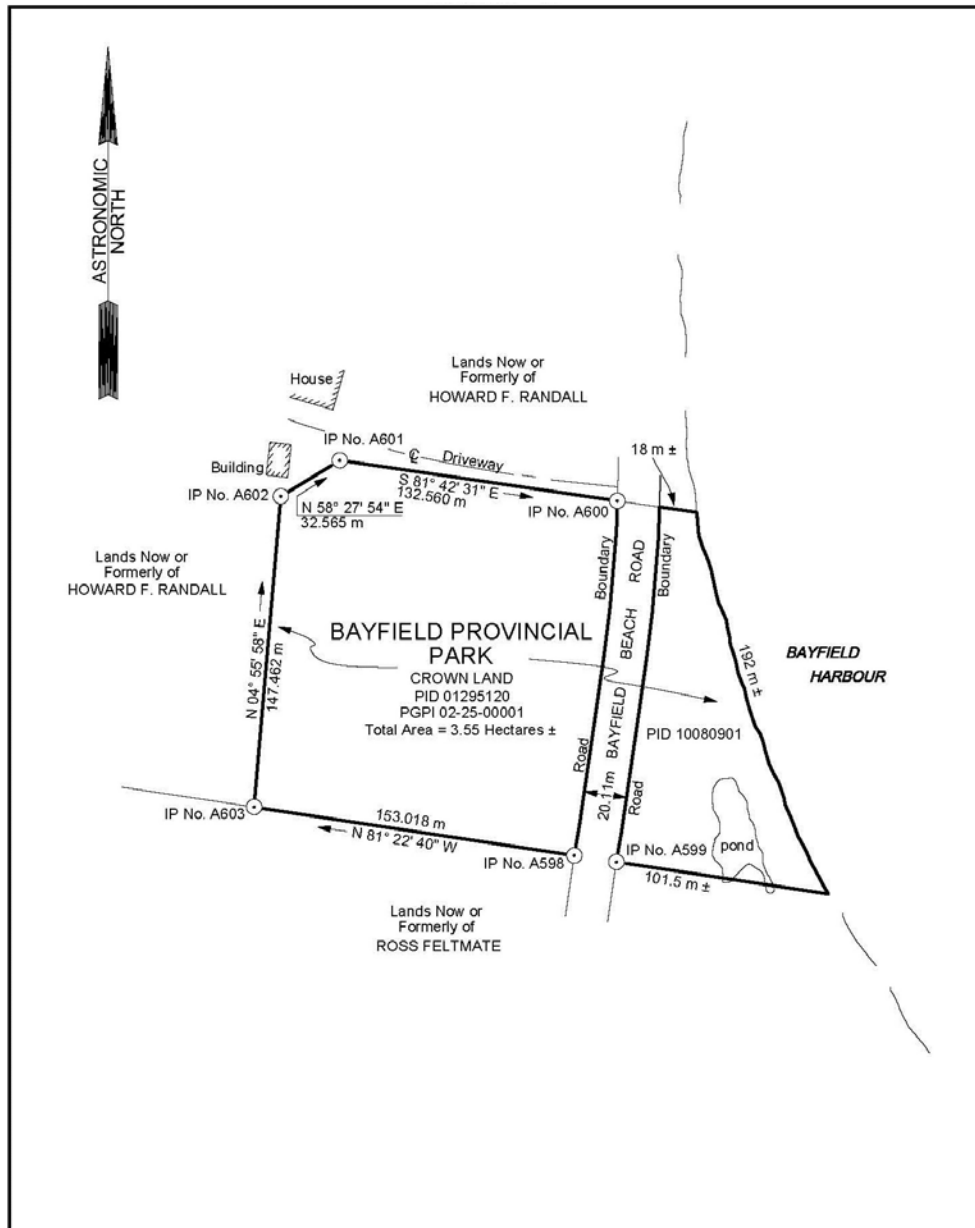 ASTRONOMIC
NORTH
Lands Now or
Formerly of
HOWARD F. RANDALL
House
IP No. A601
℄ Driveway
18 m ±
Building
IP No. A602
S 81° 42' 31" E
132.560 m
N 58° 27' 54" E
32.565 m
IP No. A600
Lands Now or
Formerly of
HOWARD F. RANDALL
Boundary
ROAD
Boundary
BEACH
BAYFIELD
Road
Road
20.11m
N 04° 55' 58" E
147.462 m
BAYFIELD PROVINCIAL
PARK
CROWN LAND
PID 01295120
PGPI 02-25-00001
Total Area = 3.55 Hectares ±
192 m ±
BAYFIELD
HARBOUR
PID 10080901
IP No. A603
153.018 m
N 81° 22' 40" W
IP No. A598
IP No. A599
pond
101.5 m ±
Lands Now or
Formerly of
ROSS FELTMATE